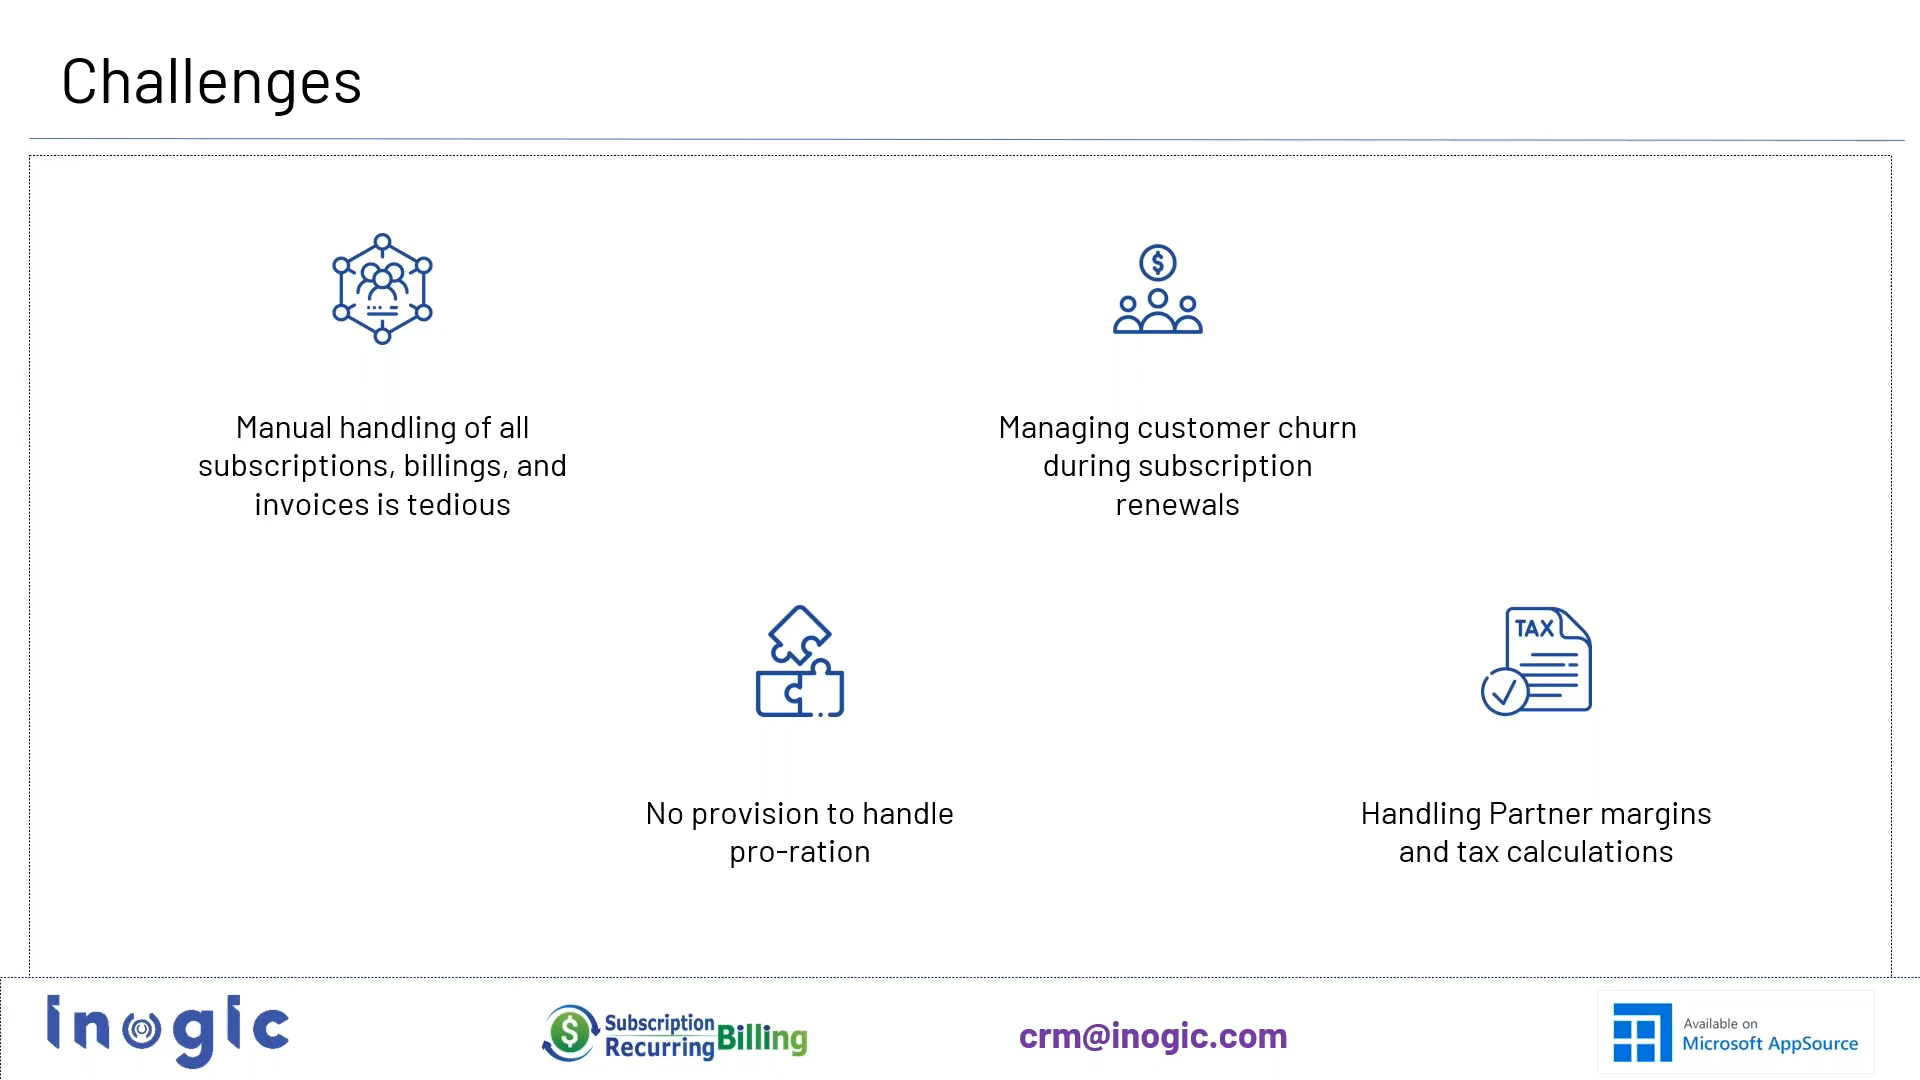 Challenges
Manual handling of all
subscriptions, billings, and
invoices is tedious
Managing customer churn
during subscription
renewals
TAX
No provision to handle
pro-ration
Handling Partner margins
and tax calculations
inogic
Subscription
Recurring Billing
crm@inogic.com
Available on
Microsoft AppSource